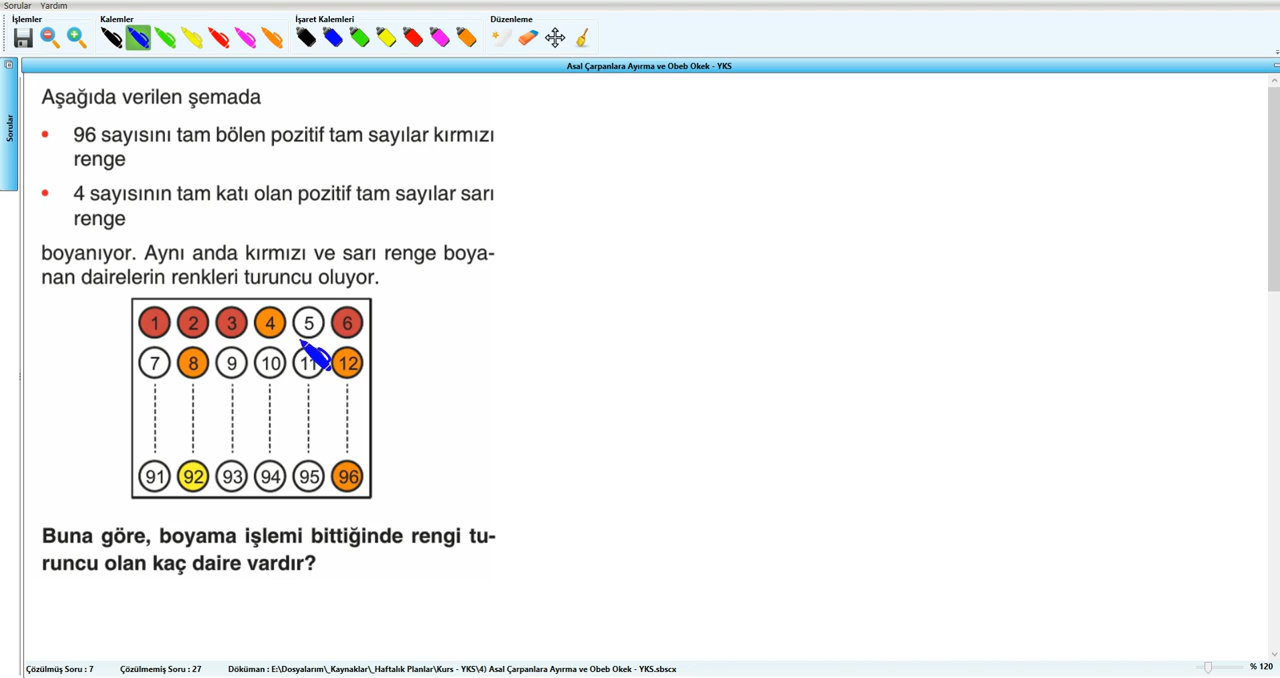 Sorular Yardım
İşlemler Kalemler İşaret Kalemleri Düzenleme
Asal Çarpanlara Ayırma ve Obeb Okek - YKS
Sorular
Aşağıda verilen şemada
• 96 sayısını tam bölen pozitif tam sayılar kırmızı
renge
• 4 sayısının tam katı olan pozitif tam sayılar sarı
renge
boyanıyor. Aynı anda kırmızı ve sarı renge boya-
nan dairelerin renkleri turuncu oluyor.
1 2 3 4 5 6
7 8 9 10 11 12
91 92 93 94 95 96
Buna göre, boyama işlemi bittiğinde rengi tu-
runcu olan kaç daire vardır?
Çözülmüş Soru : 7 Çözülmemiş Soru : 27 Döküman : E:\Dosyalarım\_Kaynaklar\_Haftalık Planlar\Kurs - YKS\4) Asal Çarpanlara Ayırma ve Obeb Okek - YKS.sbscx % 120